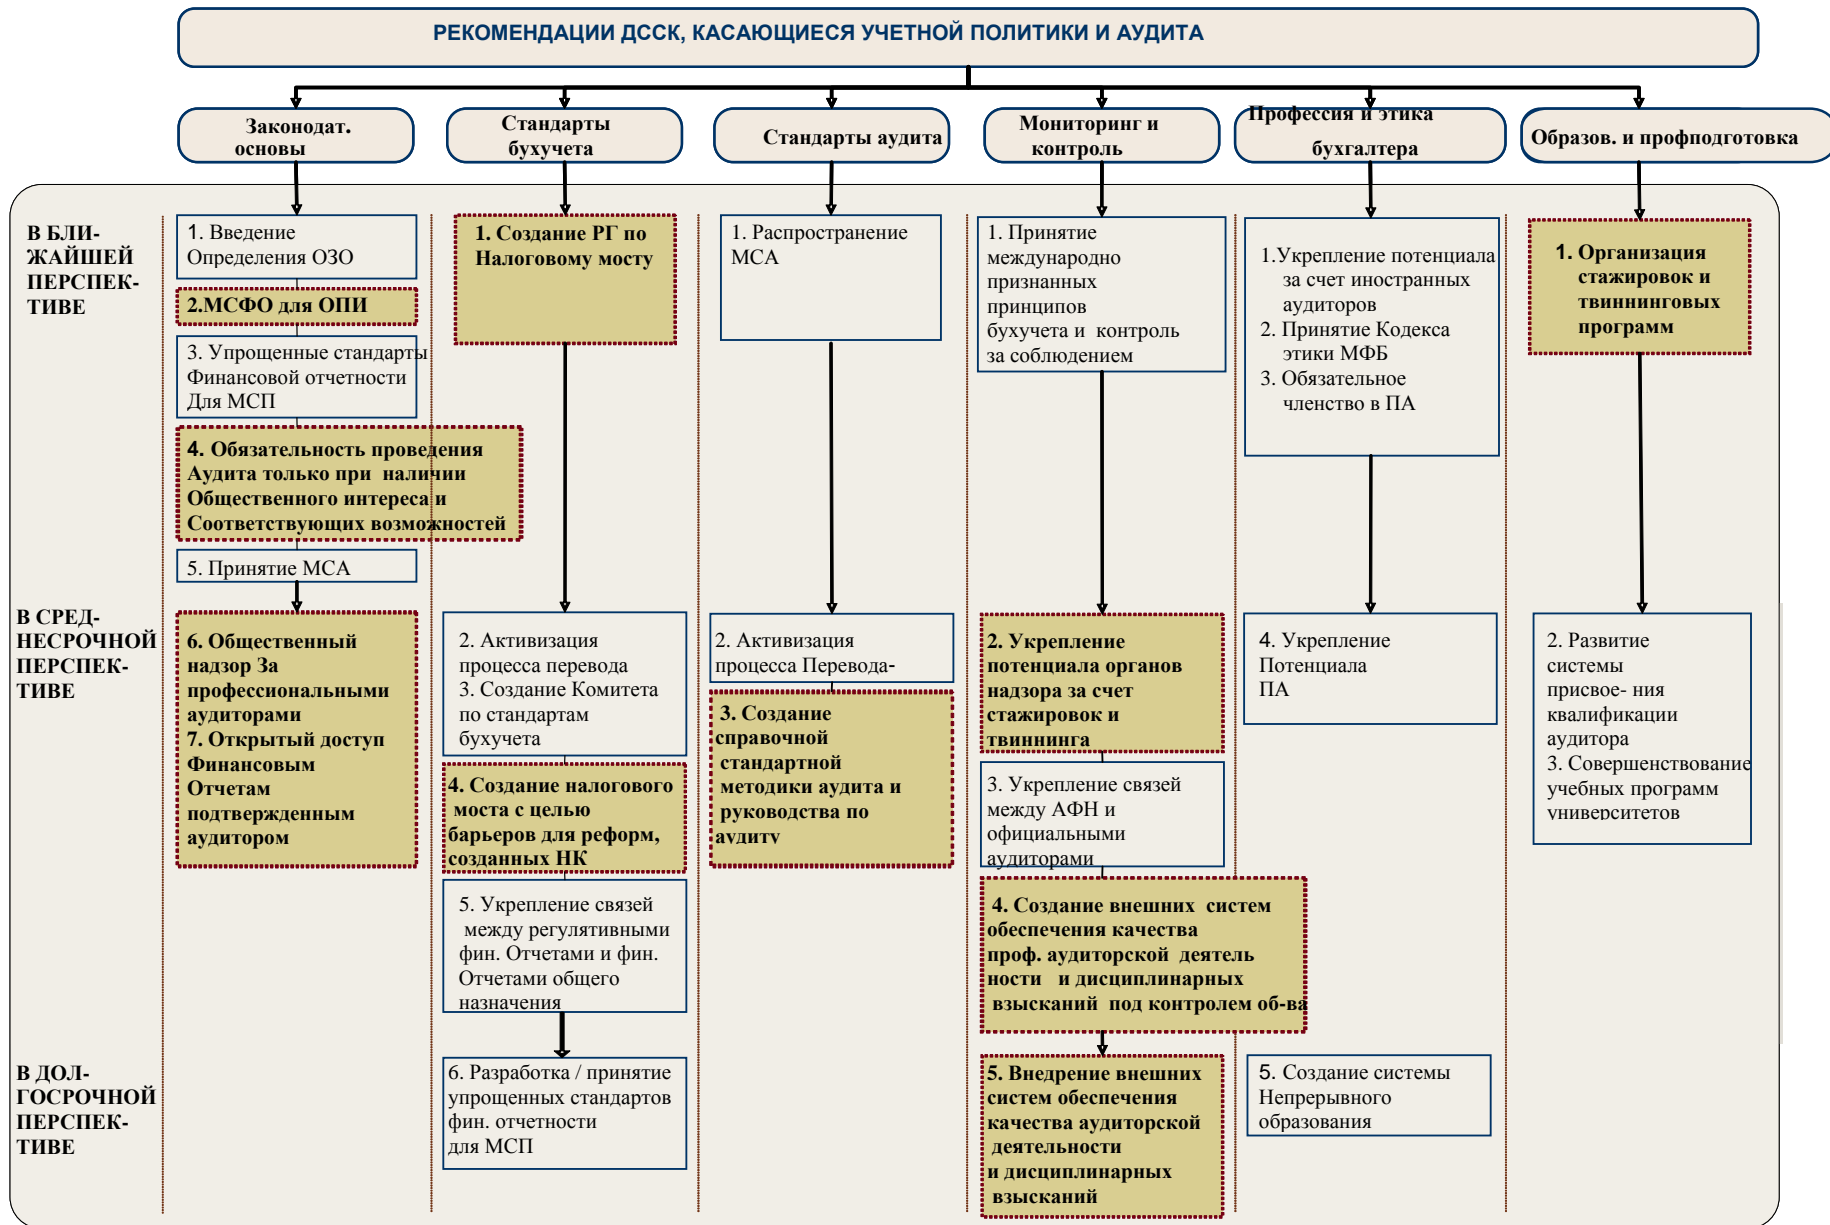 РЕКОМЕНДАЦИИ ДССК, КАСАЮЩИЕСЯ УЧЕТНОЙ ПОЛИТИКИ И АУДИТА
Законодат.
основы
Стандарты
бухучета
Стандарты аудита
Мониторинг и
контроль
Профессия и этика
бухгалтера
Образов. и профподготовка
В БЛИ-
ЖАЙШЕЙ
ПЕРСПЕК-
ТИВЕ
1. Введение
Определения ОЗО
2.МСФО для ОПИ
3. Упрощенные стандарты
Финансовой отчетности
Для МСП
4. Обязательность проведения
Аудита только при наличии
Общественного интереса и
Соответствующих возможностей
5. Принятие МСА
1. Создание РГ по
Налоговому мосту
1. Распространение
МСА
1. Принятие
международно
признанных
принципов
бухучета и контроль
за соблюдением
1.Укрепление потенциала
за счет иностранных
аудиторов
2. Принятие Кодекса
этики МФБ
3. Обязательное
членство в ПА
1. Организация
стажировок и
твиннинговых
программ
В СРЕД-
НЕСРОЧНОЙ
ПЕРСПЕК-
ТИВЕ
6. Общественный
надзор За
профессиональными
аудиторами
7. Открытый доступ
Финансовым
Отчетам
подтвержденным
аудитором
2. Активизация
процесса перевода
3. Создание Комитета
по стандартам
бухучета
4. Создание налогового
моста с целью
барьеров для реформ,
созданных НК
5. Укрепление связей
между регулятивными
фин. Отчетами и фин.
Отчетами общего
назначения
2. Активизация
процесса Перевода-
3. Создание
справочной
стандартной
методики аудита и
руководства по
аудиту
2. Укрепление
потенциала органов
надзора за счет
стажировок и
твиннинга
3. Укрепление связей
между АФН и
официальными
аудиторами
4. Создание внешних систем
обеспечения качества
проф. аудиторской деятель
ности и дисциплинарных
взысканий под контролем об-ва
4. Укрепление
Потенциала
ПА
2. Развитие
системы
присвое- ния
квалификации
аудитора
3. Совершенствование
учебных программ
университетов
В ДОЛ-
ГОСРОЧНОЙ
ПЕРСПЕК-
ТИВЕ
6. Разработка / принятие
упрощенных стандартов
фин. отчетности
для МСП
5. Внедрение внешних
систем обеспечения
качества аудиторской
деятельности
и дисциплинарных
взысканий
5. Создание системы
Непрерывного
образования